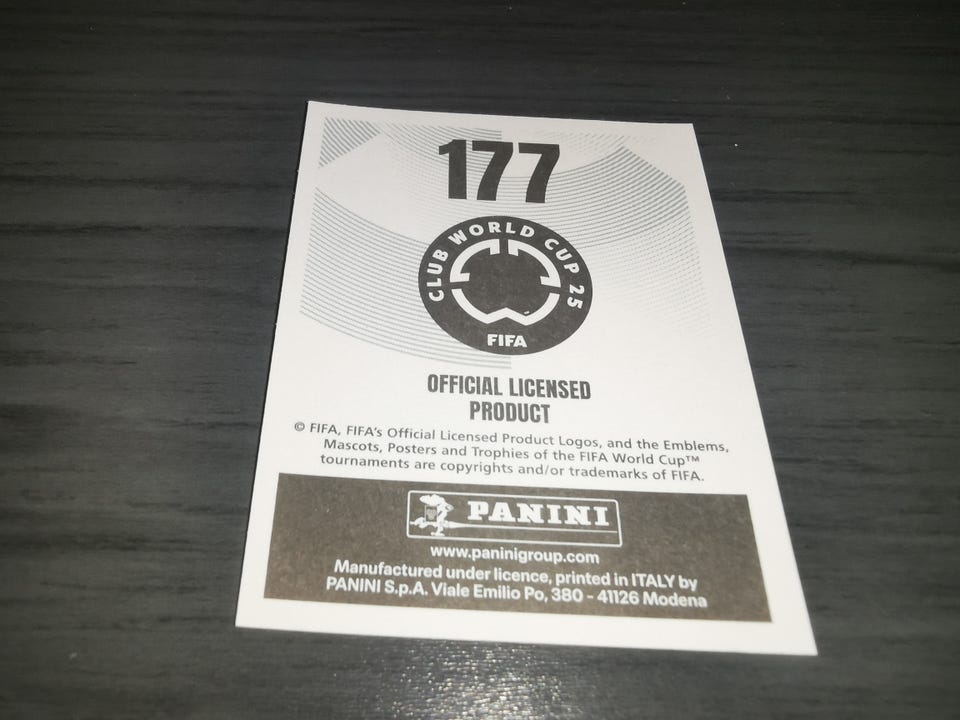 177
CLUB WORLD CUP 25
FIFA
OFFICIAL LICENSED
PRODUCT
© FIFA, FIFA's Official Licensed Product Logos, and the Emblems,
Mascots, Posters and Trophies of the FIFA World Cup™
tournaments are copyrights and/or trademarks of FIFA.
PANINI
www.paninigroup.com
Manufactured under licence, printed in ITALY by
PANINI S.p.A. Viale Emilio Po, 380 - 41126 Modena